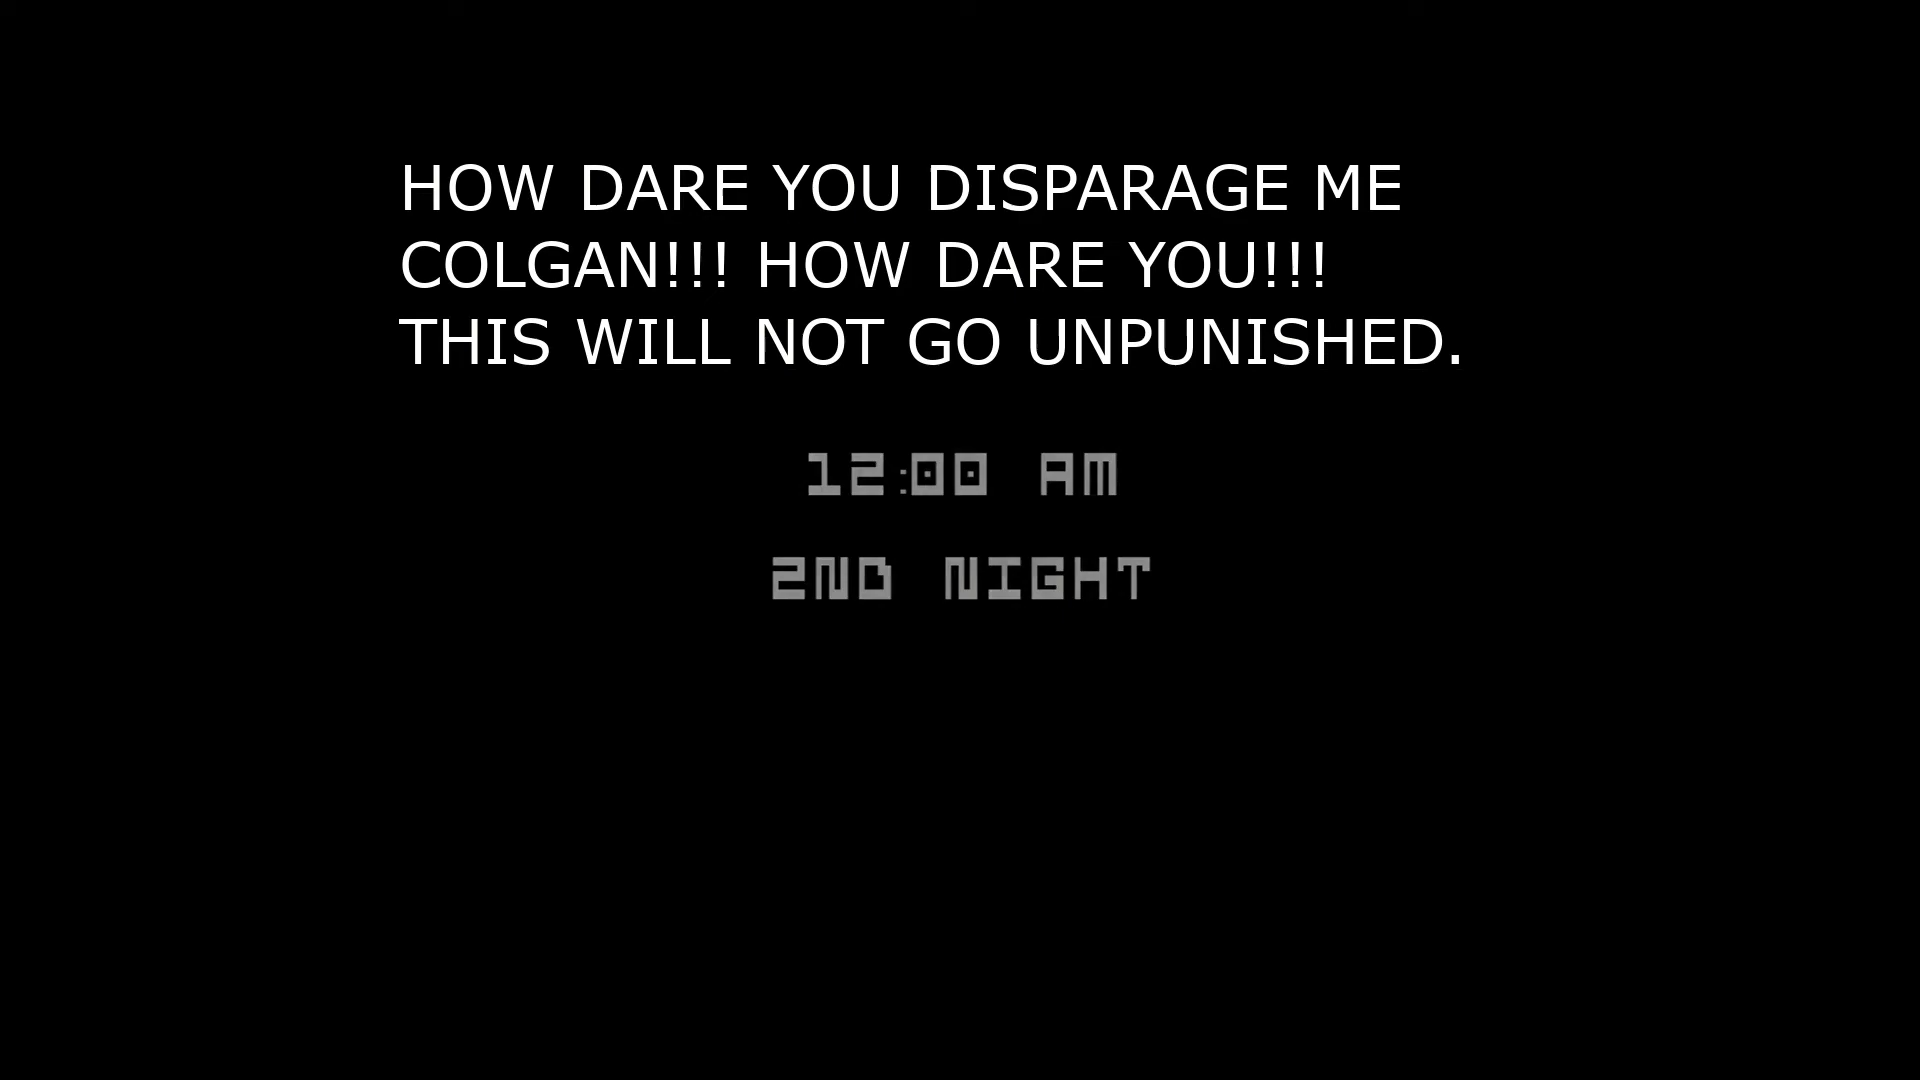 HOW DARE YOU DISPARAGE ME
COLGAN!!! HOW DARE YOU!!!
THIS WILL NOT GO UNPUNISHED.
12:00 AM
2ND NIGHT